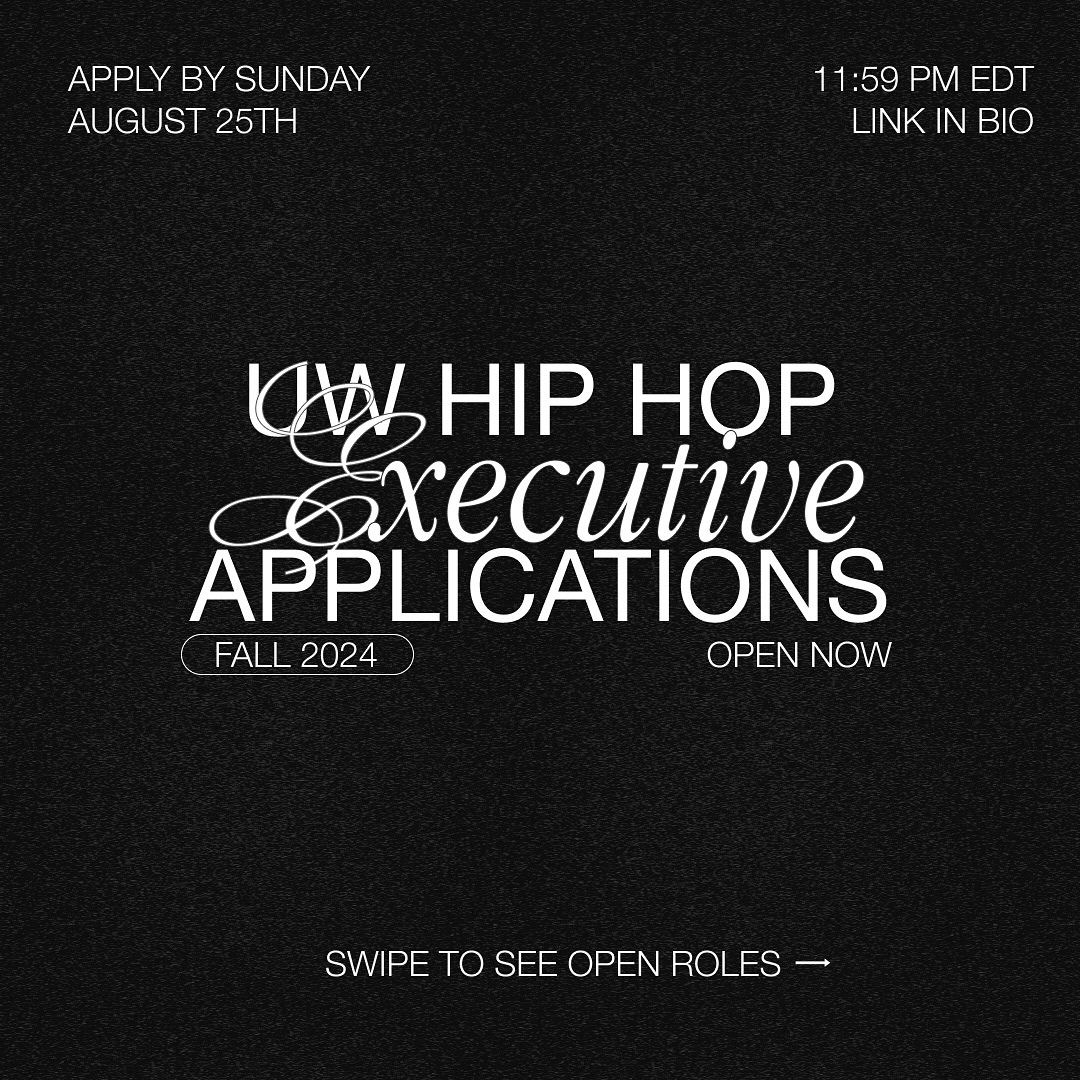 APPLY BY SUNDAY
AUGUST 25TH
11:59 PM EDT
LINK IN BIO
UW HIP HOP
Executive
APPLICATIONS
FALL 2024
OPEN NOW
SWIPE TO SEE OPEN ROLES →